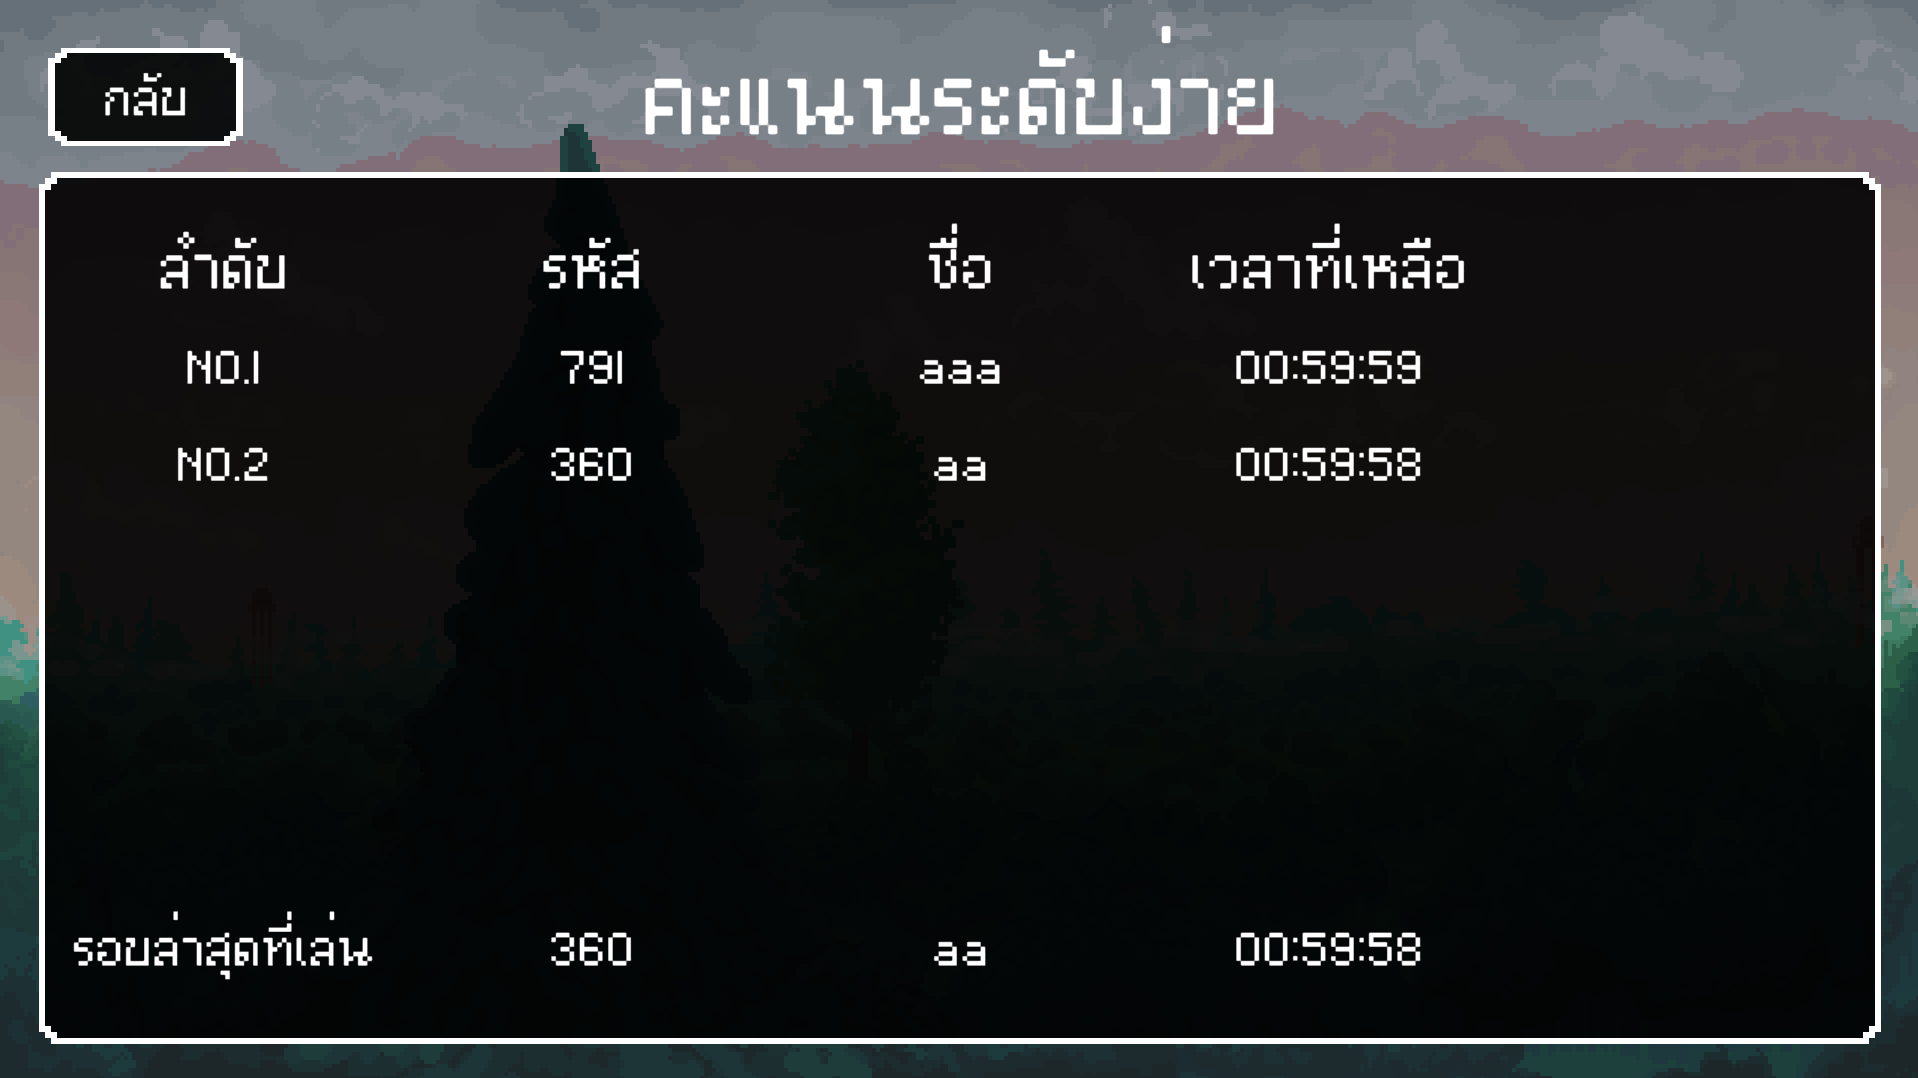 กลับ
คะแนนระดับง่าย
ลำดับ รหัส ชื่อ เวลาที่เหลือ
NO.1 791 aaa 00:59:59
NO.2 360 aa 00:59:58
รอบล่าสุดที่เล่น 360 aa 00:59:58